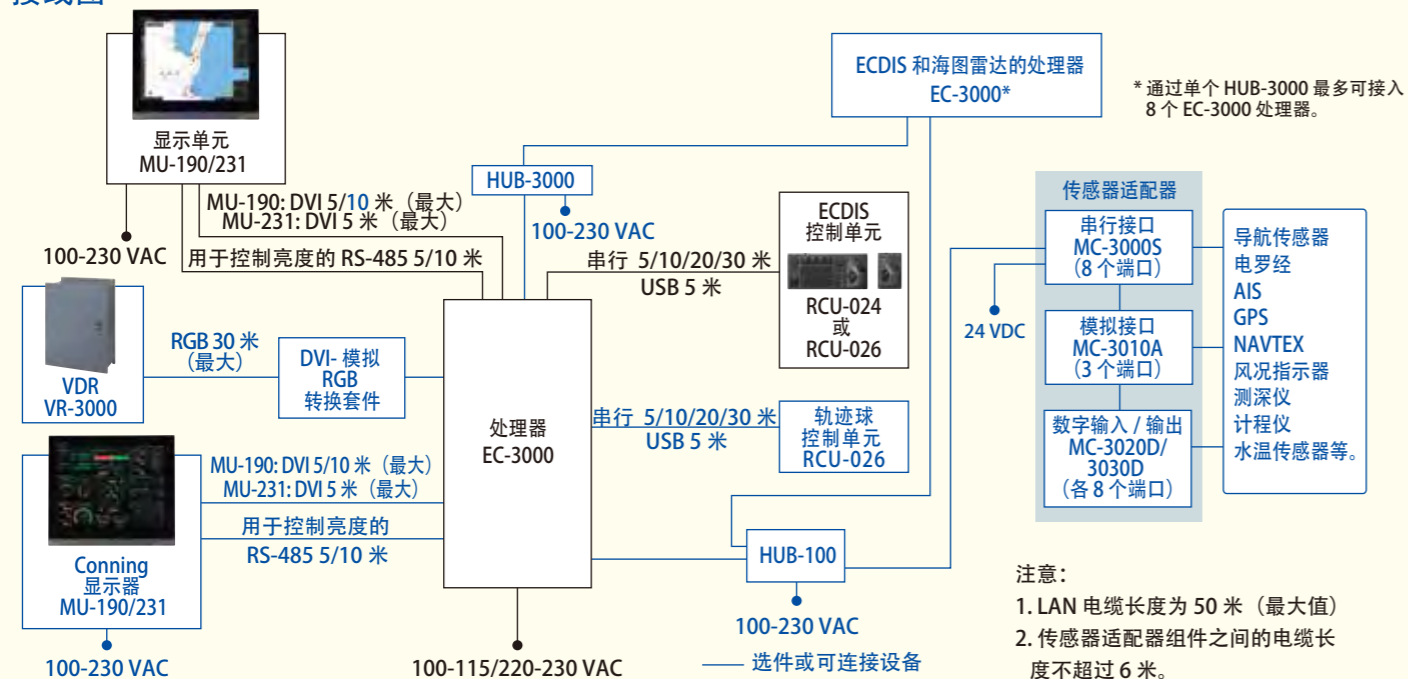 显示单元
MU-190/231
100-230 VAC
MU-190: DVI 5/10 米（最大）
MU-231: DVI 5 米（最大）
用于控制亮度的 RS-485 5/10 米
VDR
VR-3000
RGB 30 米
（最大）
DVI- 模拟
RGB
转换套件
Conning
显示器
MU-190/231
100-230 VAC
MU-190: DVI 5/10 米（最大）
MU-231: DVI 5 米（最大）
用于控制亮度的
RS-485 5/10 米
处理器
EC-3000
100-115/220-230 VAC
HUB-3000
100-230 VAC
ECDIS 和海图雷达的处理器
EC-3000*
* 通过单个 HUB-3000 最多可接入
8 个 EC-3000 处理器。
串行 5/10/20/30 米
USB 5 米
ECDIS
控制单元
RCU-024
或
RCU-026
串行 5/10/20/30 米
USB 5 米
轨迹球
控制单元
RCU-026
HUB-100
100-230 VAC
传感器适配器
串行接口
MC-3000S
（8 个端口）
24 VDC
模拟接口
MC-3010A
（3 个端口）
数字输入 / 输出
MC-3020D/
3030D
（各 8 个端口）
导航传感器
电罗经
AIS
GPS
NAVTEX
风况指示器
测深仪
计程仪
水温传感器等。
选件或可连接设备
注意：
1. LAN 电缆长度为 50 米（最大值）
2. 传感器适配器组件之间的电缆长
度不超过 6 米。